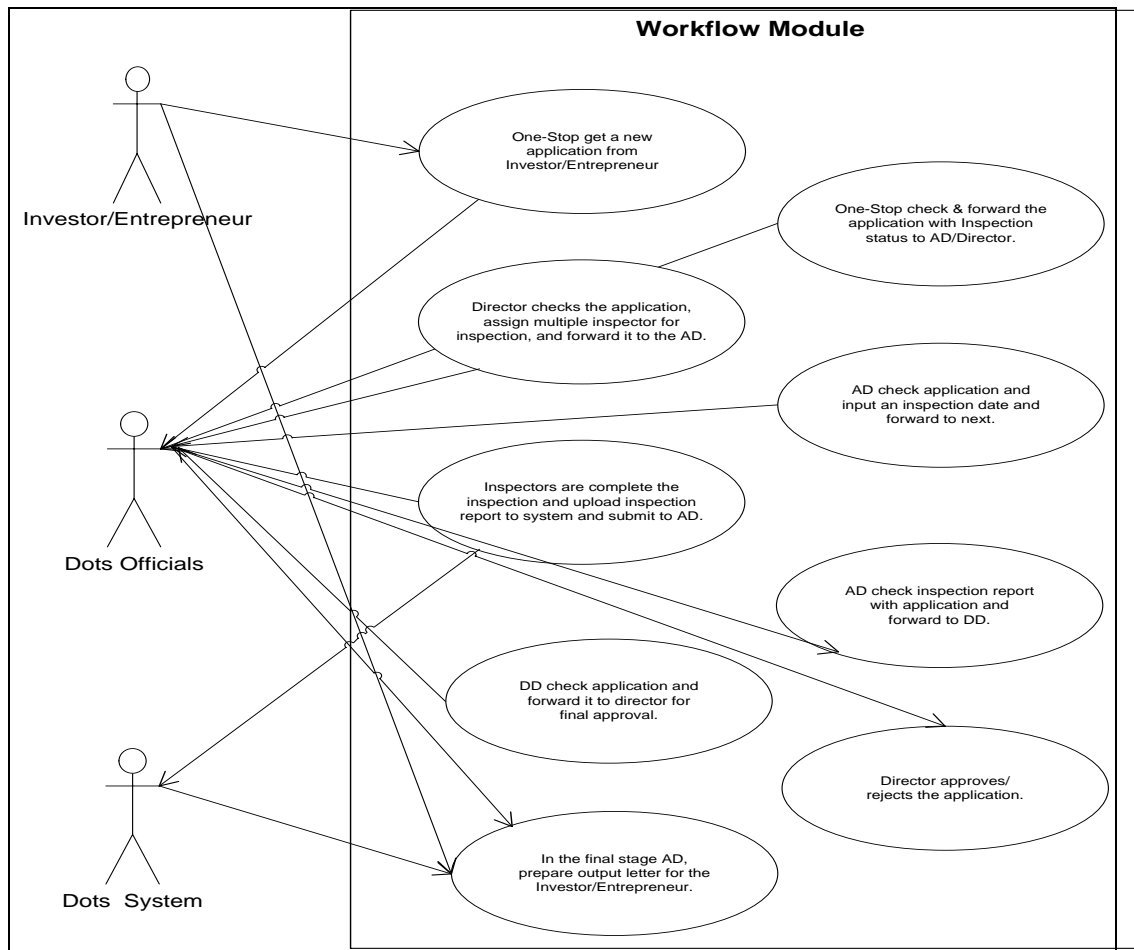 Workflow Module
One-Stop get a new
application from
Investor/Entrepreneur
Investor/Entrepreneur
One-Stop check & forward the
application with Inspection
status to AD/Director.
Director checks the application,
assign multiple inspector for
inspection, and forward it to the AD.
AD check application and
input an inspection date and
forward to next.
Inspectors are complete the
inspection and upload inspection
report to system and submit to AD.
Dots Officials
AD check inspection report
with application and
forward to DD.
DD check application and
forward it to director for
final approval.
Director approves/
rejects the application.
In the final stage AD,
prepare output letter for the
Investor/Entrepreneur.
Dots System